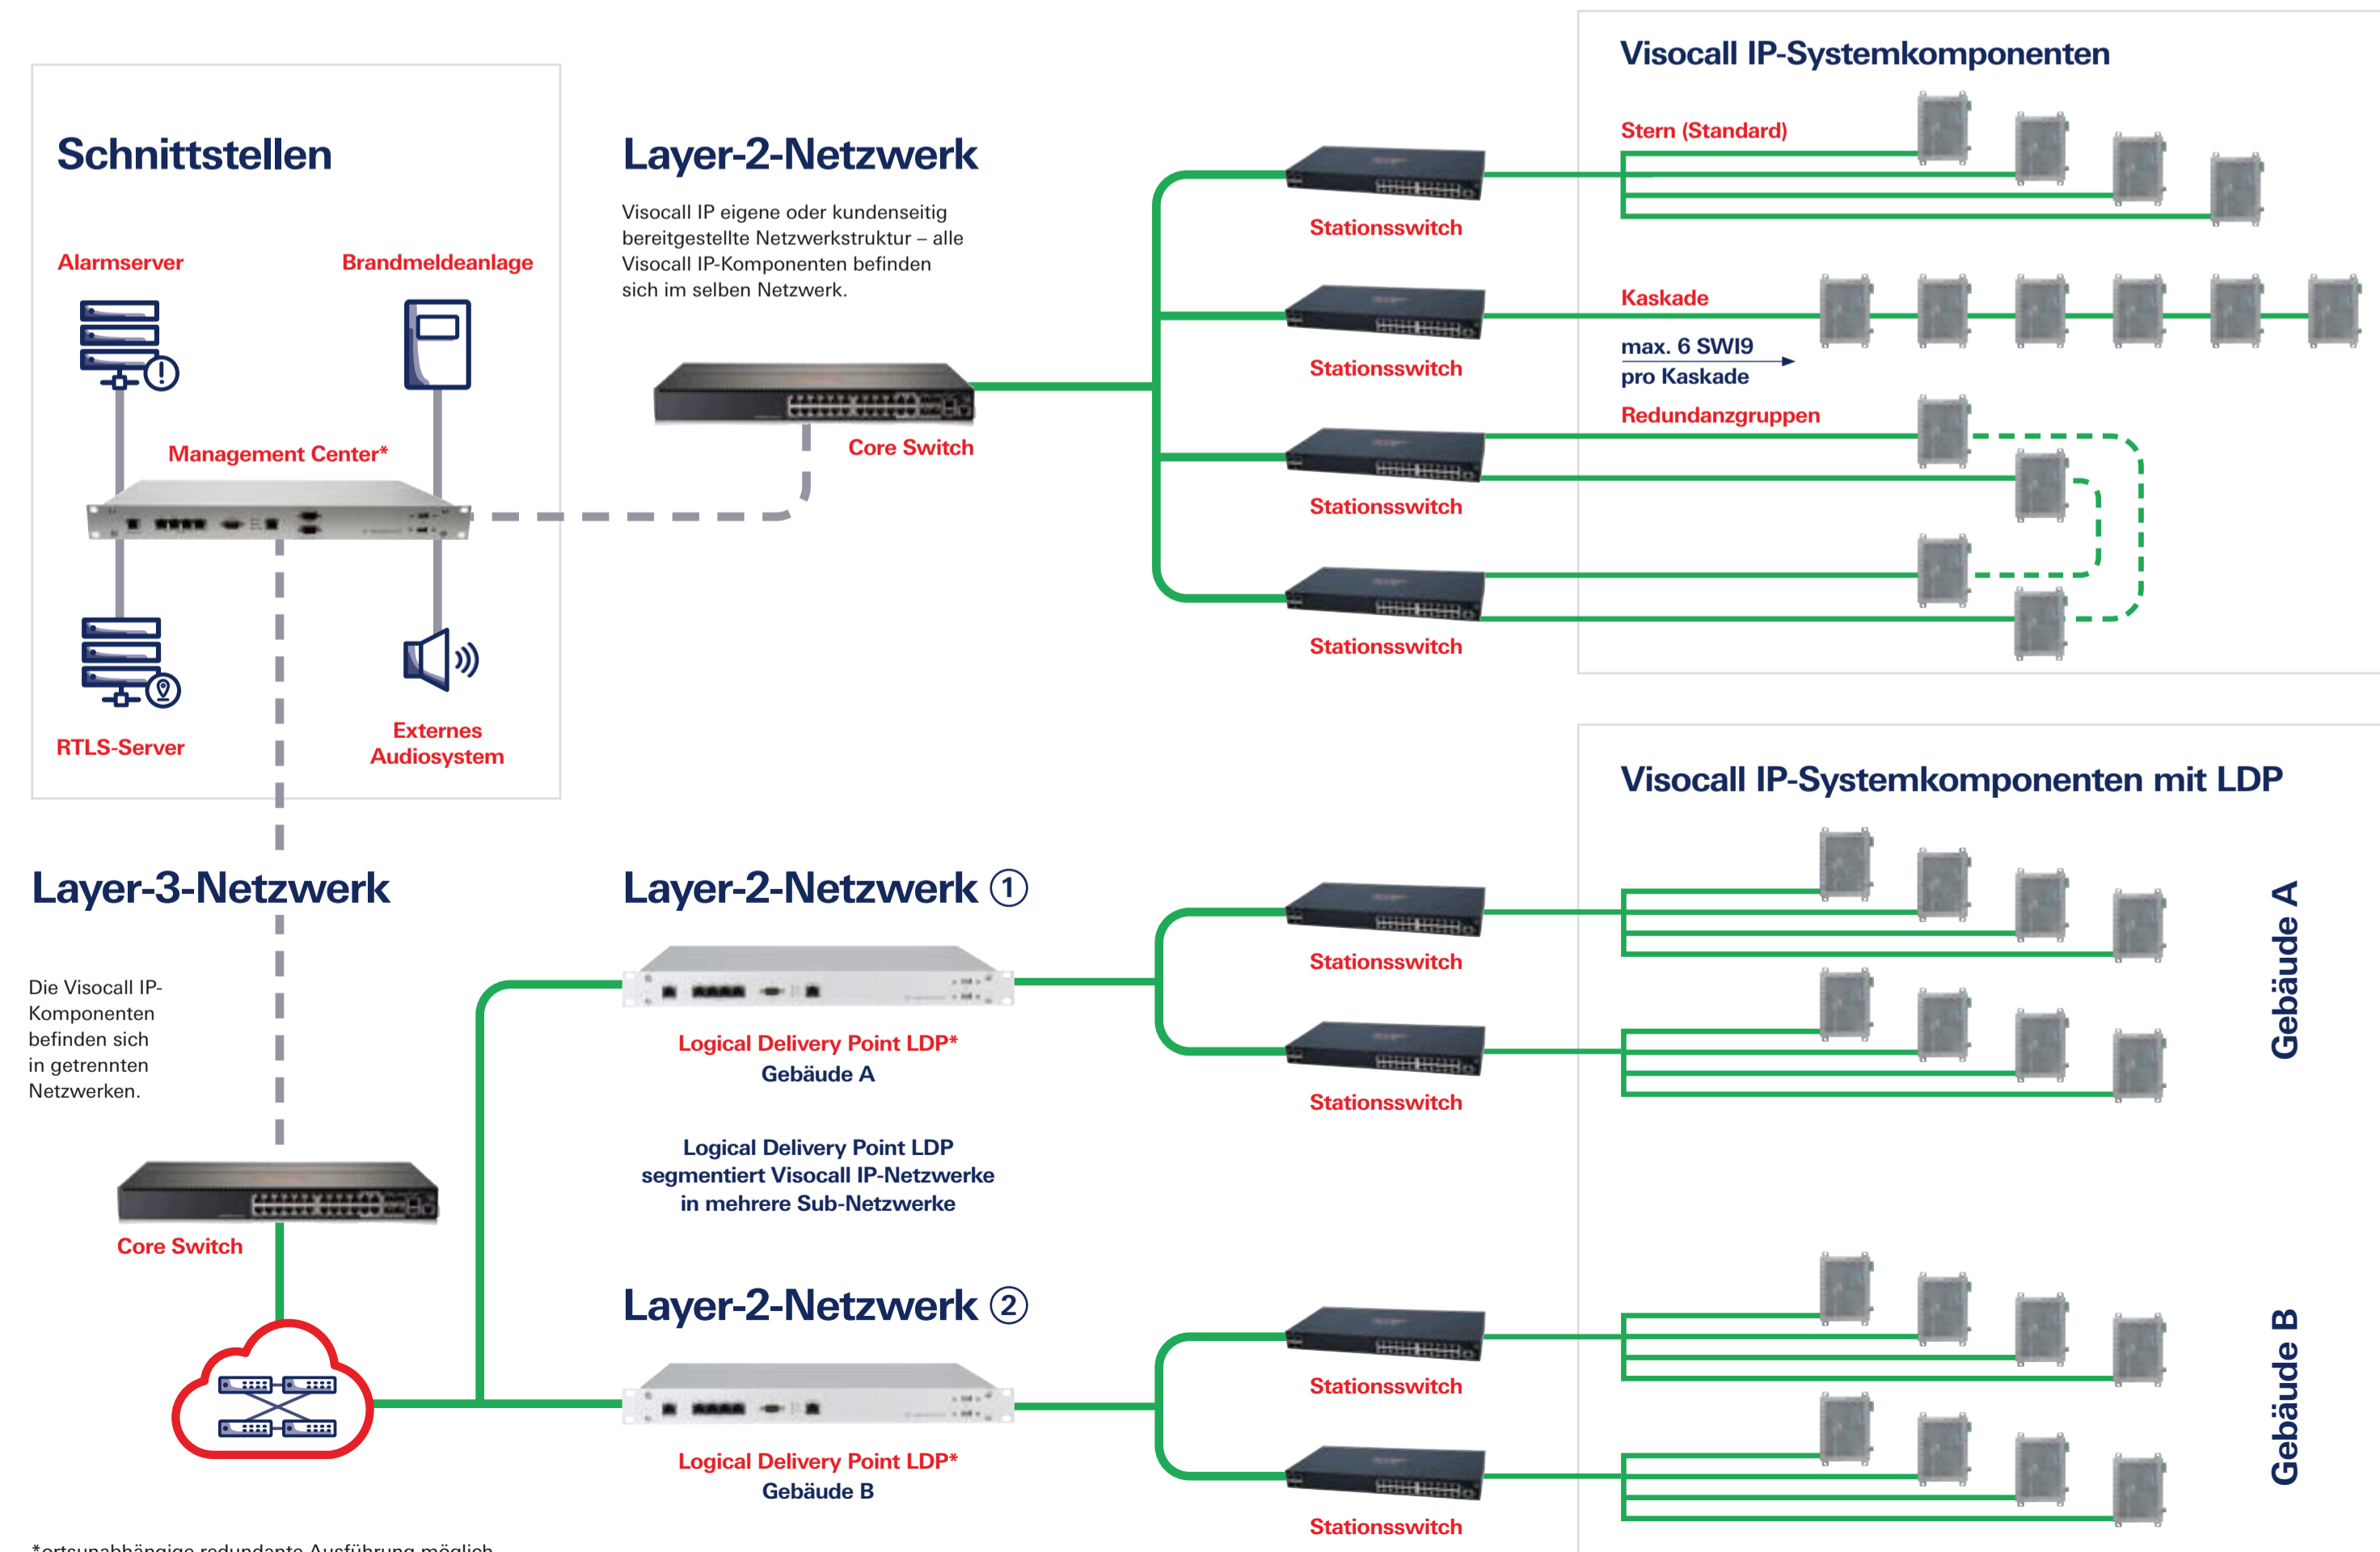 Schnittstellen
Alarmserver
Brandmeldeanlage
Management Center*
RTLS-Server
Externes
Audiosystem
Layer-2-Netzwerk
Visocall IP eigene oder kundenseitig
bereitgestellte Netzwerkstruktur – alle
Visocall IP-Komponenten befinden
sich im selben Netzwerk.
Core Switch
Stationsswitch
Stationsswitch
Stationsswitch
Stationsswitch
Visocall IP-Systemkomponenten
Stern (Standard)
Kaskade
max. 6 SWI9
pro Kaskade
Redundanzgruppen
Layer-3-Netzwerk
Die Visocall IP-
Komponenten
befinden sich
in getrennten
Netzwerken.
Core Switch
Layer-2-Netzwerk ①
Logical Delivery Point LDP*
Gebäude A
Logical Delivery Point LDP
segmentiert Visocall IP-Netzwerke
in mehrere Sub-Netzwerke
Layer-2-Netzwerk ②
Logical Delivery Point LDP*
Gebäude B
Stationsswitch
Stationsswitch
Stationsswitch
Stationsswitch
Visocall IP-Systemkomponenten mit LDP
Gebäude A
Gebäude B
*ortsunabhängige redundante Ausführung möglich